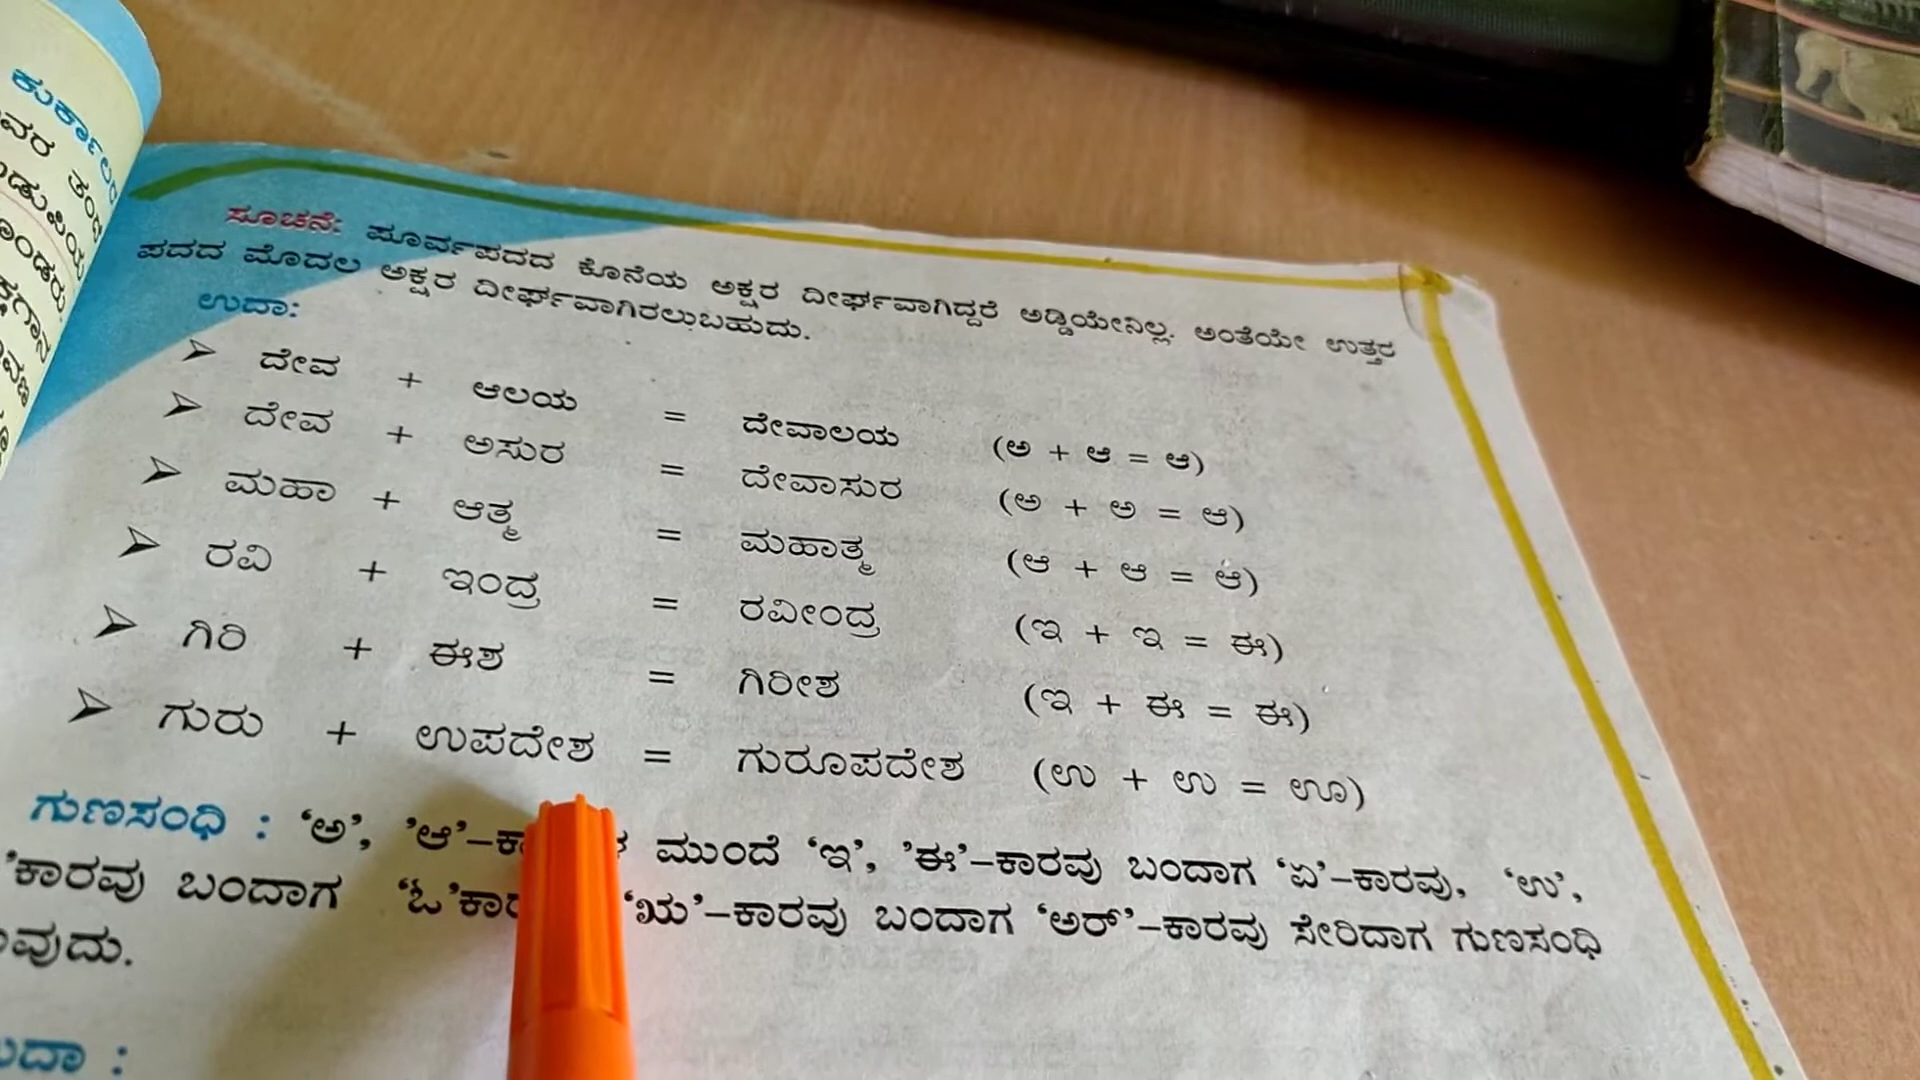 ಸೂಚನೆ: ಪೂರ್ವಪದದ ಕೊನೆಯ ಅಕ್ಷರ ದೀರ್ಘವಾಗಿದ್ದರೆ ಅಡ್ಡಿಯೇನಿಲ್ಲ. ಅಂತೆಯೇ ಉತ್ತರ
ಪದದ ಮೊದಲ ಅಕ್ಷರ ದೀರ್ಘವಾಗಿರಲುಬಹುದು.
ಉದಾ:
➢ ದೇವ + ಆಲಯ = ದೇವಾಲಯ (ಅ + ಆ = ಆ)
➢ ದೇವ + ಅಸುರ = ದೇವಾಸುರ (ಅ + ಅ = ಆ)
➢ ಮಹಾ + ಆತ್ಮ = ಮಹಾತ್ಮ (ಆ + ಆ = ಆ)
➢ ರವಿ + ಇಂದ್ರ = ರವೀಂದ್ರ (ಇ + ಇ = ಈ)
➢ ಗಿರಿ + ಈಶ = ಗಿರೀಶ (ಇ + ಈ = ಈ)
➢ ಗುರು + ಉಪದೇಶ = ಗುರೂಪದೇಶ (ಉ + ಉ = ಊ)
ಗುಣಸಂಧಿ : ‘ಅ’, ’ಆ’–ಮುಂದೆ ‘ಇ’, ’ಈ’–ಕಾರವು ಬಂದಾಗ ‘ಏ’–ಕಾರವು, ‘ಉ’,
’ಕಾರವು ಬಂದಾಗ ‘ಓ’ ‘ಋ’–ಕಾರವು ಬಂದಾಗ ‘ಅರ್’–ಕಾರವು ಸೇರಿದಾಗ ಗುಣಸಂಧಿ